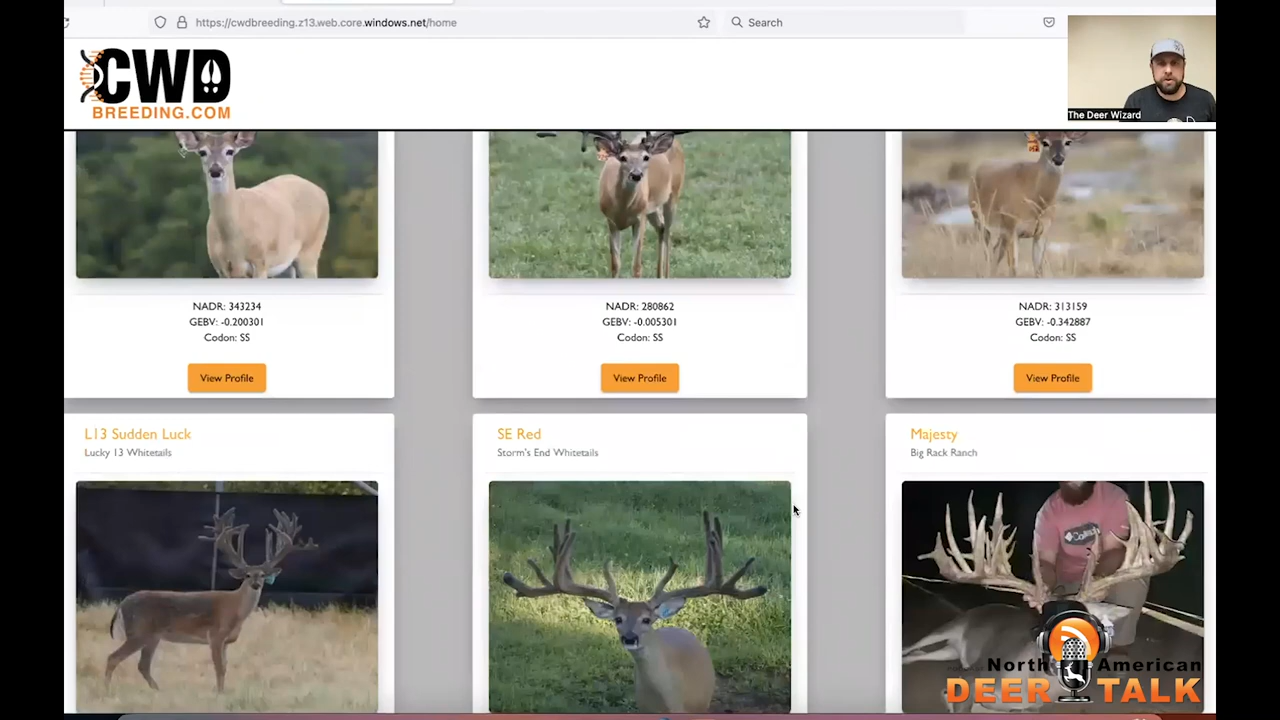 https://cwdbreeding.z13.web.core.windows.net/home
Search
CWD
BREEDING.COM
The Deer Wizard
NADR: 343234
GEBV: -0.200301
Codon: SS
View Profile
NADR: 280862
GEBV: -0.005301
Codon: SS
View Profile
NADR: 313159
GEBV: -0.342887
Codon: SS
View Profile
L13 Sudden Luck
Lucky 13 Whitetails
SE Red
Storm's End Whitetails
Majesty
Big Rack Ranch
Columbia
North American
DEER TALK